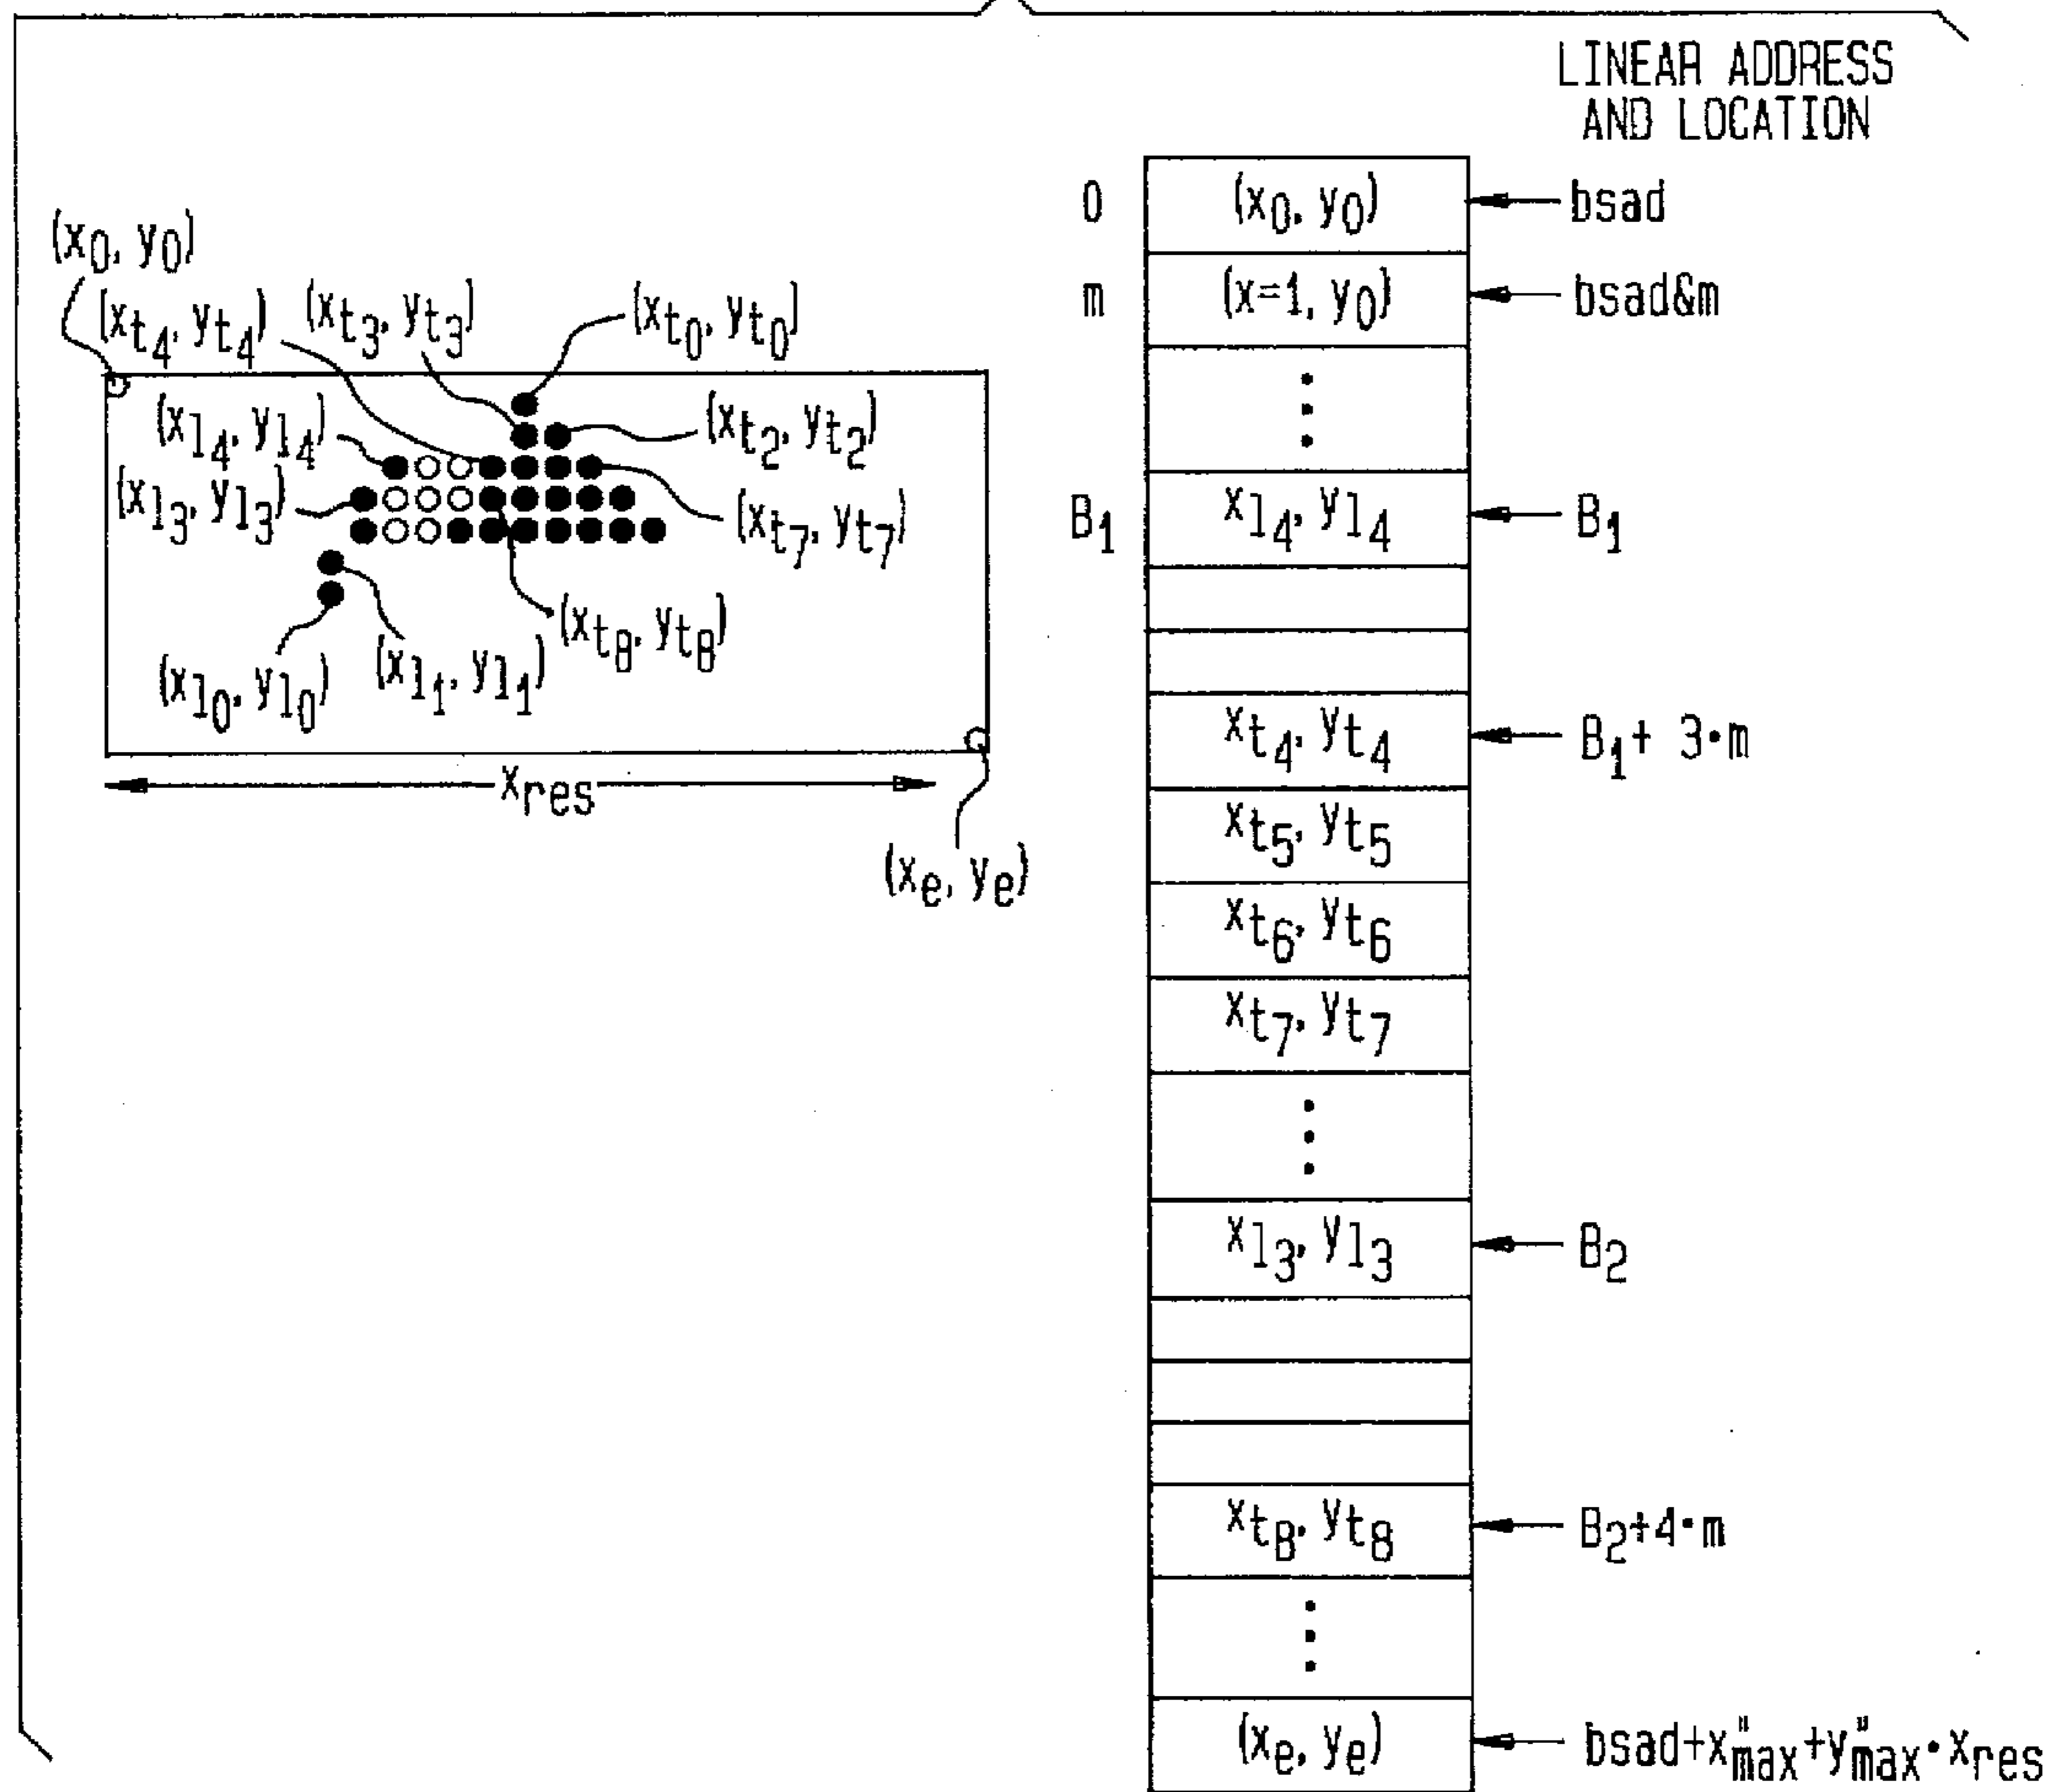 LINEAR ADDRESS
AND LOCATION
(x0, y0)
(xt4, yt4)
(xt3, yt3)
(xt0, yt0)
(xl4, yl4)
(xt2, yt2)
(xl3, yl3)
(xt7, yt7)
(xt8, yt8)
(xl0, yl0)
(xl1, yl1)
xres
(xe, ye)
0 (x0, y0) bsad
m (x=1, y0) bsad&m
B1 xl4, yl4 B1
xt4, yt4 B1+ 3·m
xt5, yt5
xt6, yt6
xt7, yt7
xl3, yl3 B2
xt8, yt8 B2+4·m
(xe, ye) bsad+x"max+y"max·xres